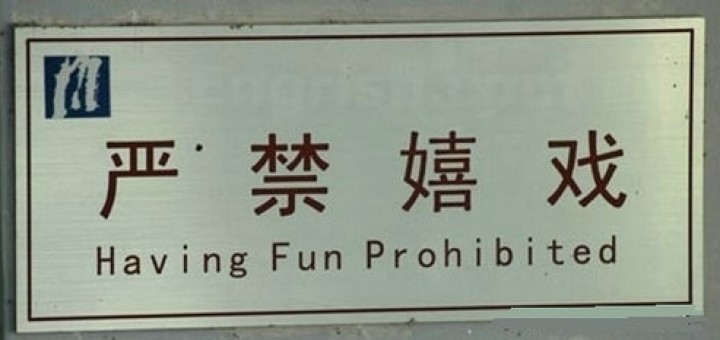 严禁嬉戏
Having Fun Prohibited